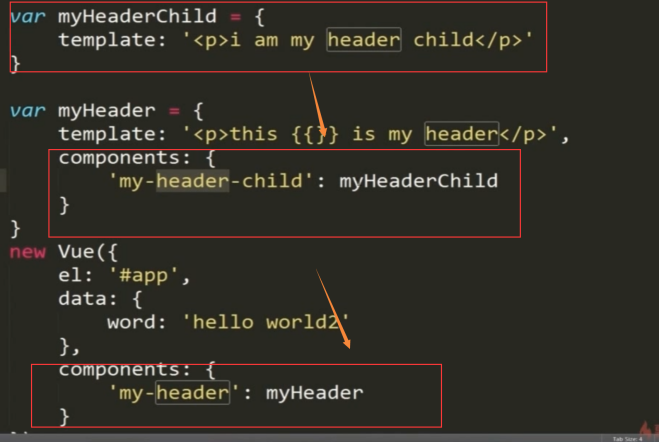 var myHeaderChild = {
    template: '<p>i am my header child</p>'
}
var myHeader = {
    template: '<p>this {{}} is my header</p>',
    components: {
        'my-header-child': myHeaderChild
    }
}
new Vue({
    el: '#app',
    data: {
        word: 'hello world2'
    },
    components: {
        'my-header': myHeader
    }
Tab Size: 4